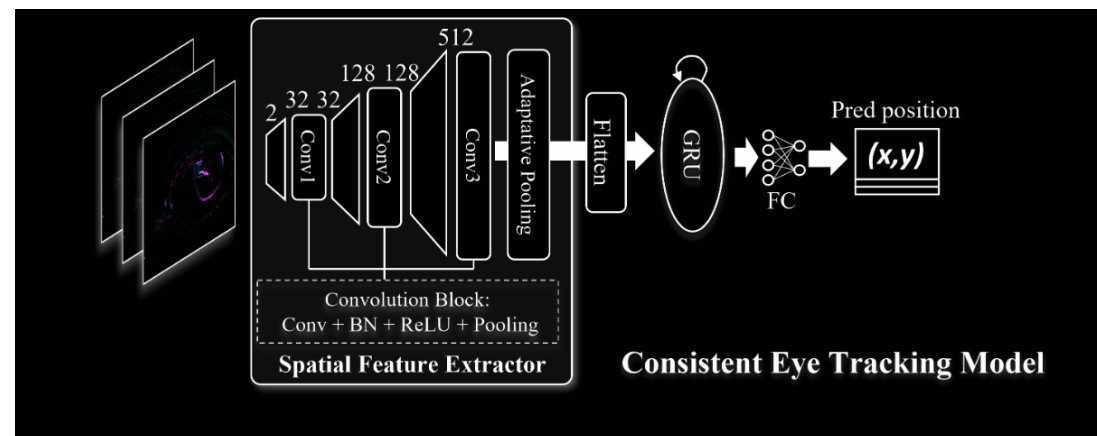 2
32
32
128
128
512
Conv1
Conv2
Conv3
Adaptative Pooling
Flatten
GRU
FC
Pred position
(x,y)
Convolution Block:
Conv + BN + ReLU + Pooling
Spatial Feature Extractor
Consistent Eye Tracking Model